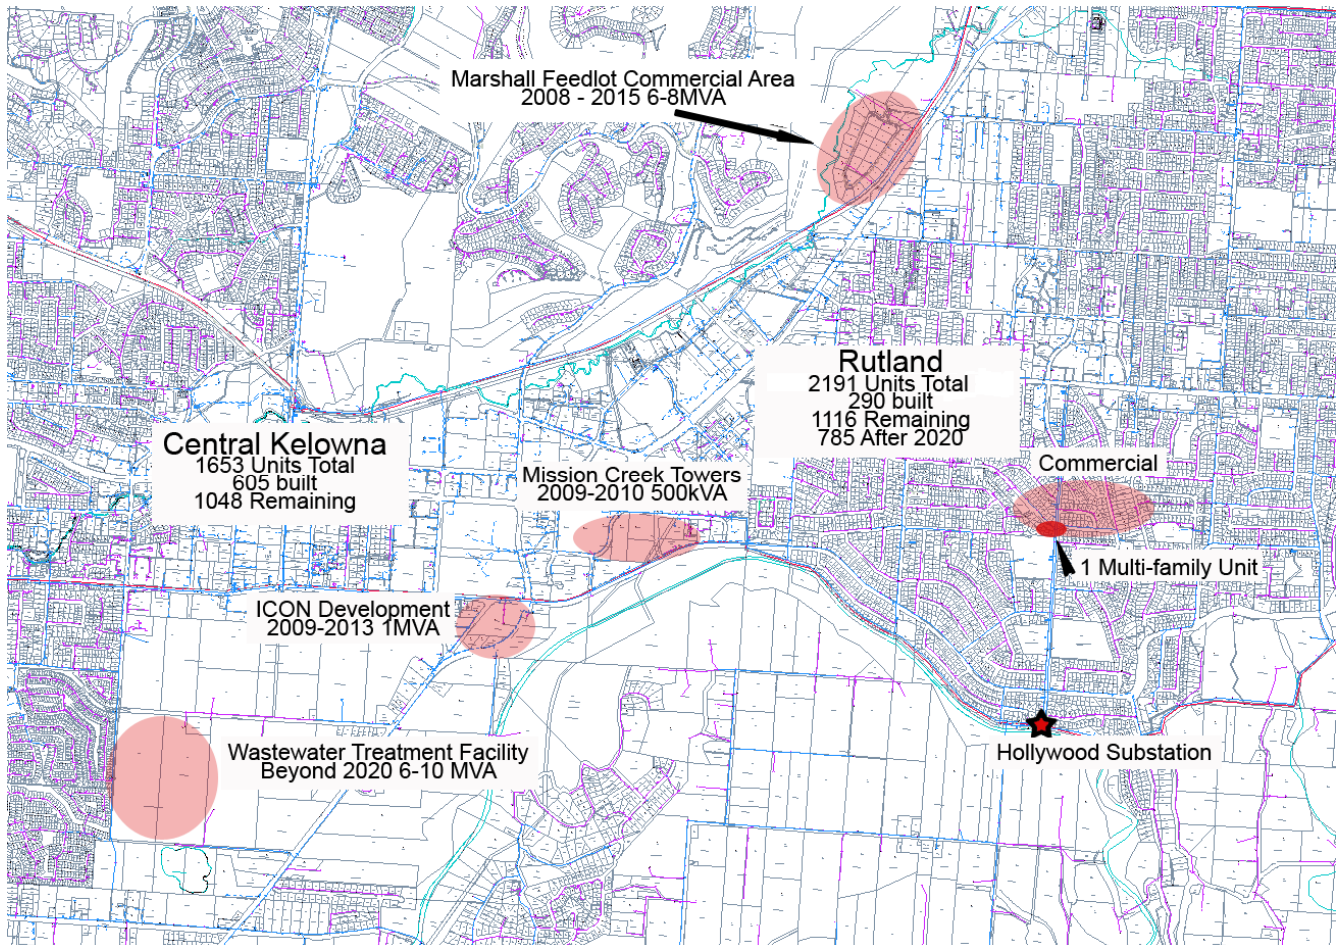 Marshall Feedlot Commercial Area
2008 - 2015 6-8MVA
Rutland
2191 Units Total
290 built
1116 Remaining
785 After 2020
Central Kelowna
1653 Units Total
605 built
1048 Remaining
Mission Creek Towers
2009-2010 500kVA
Commercial
1 Multi-family Unit
ICON Development
2009-2013 1MVA
Wastewater Treatment Facility
Beyond 2020 6-10 MVA
Hollywood Substation